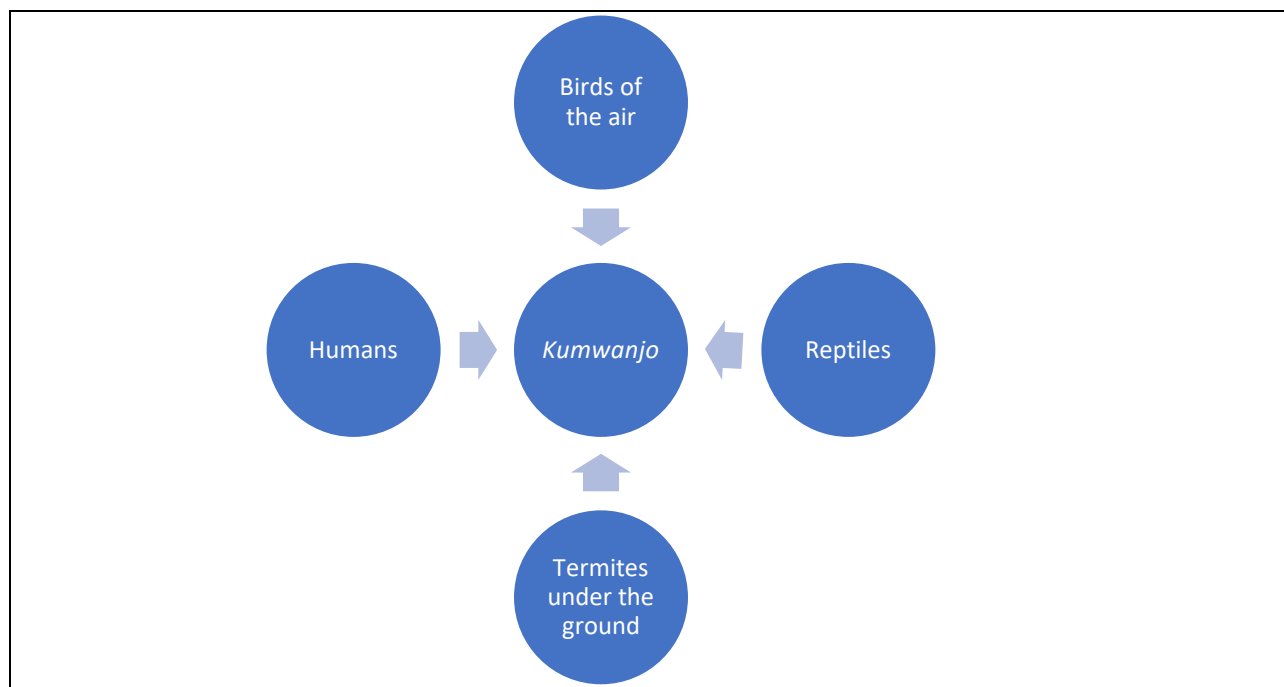 Birds of
the air
Humans
Kumwanjo
Reptiles
Termites
under the
ground